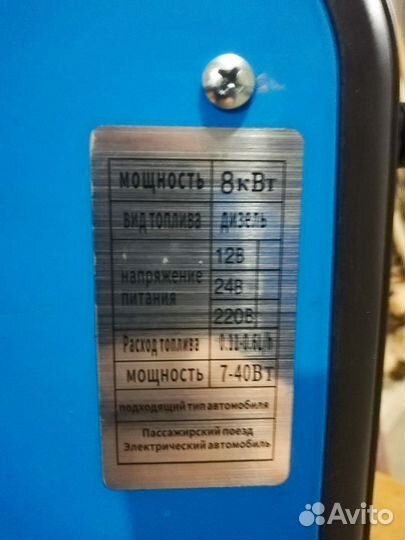 мощность 8кВт
вид топлива дизель
напряжение питания 12В
24В
220В
Расход топлива
мощность 7-40Вт
подходящий тип автомобиля
Пассажирский поезд
Электрический автомобиль
Avito